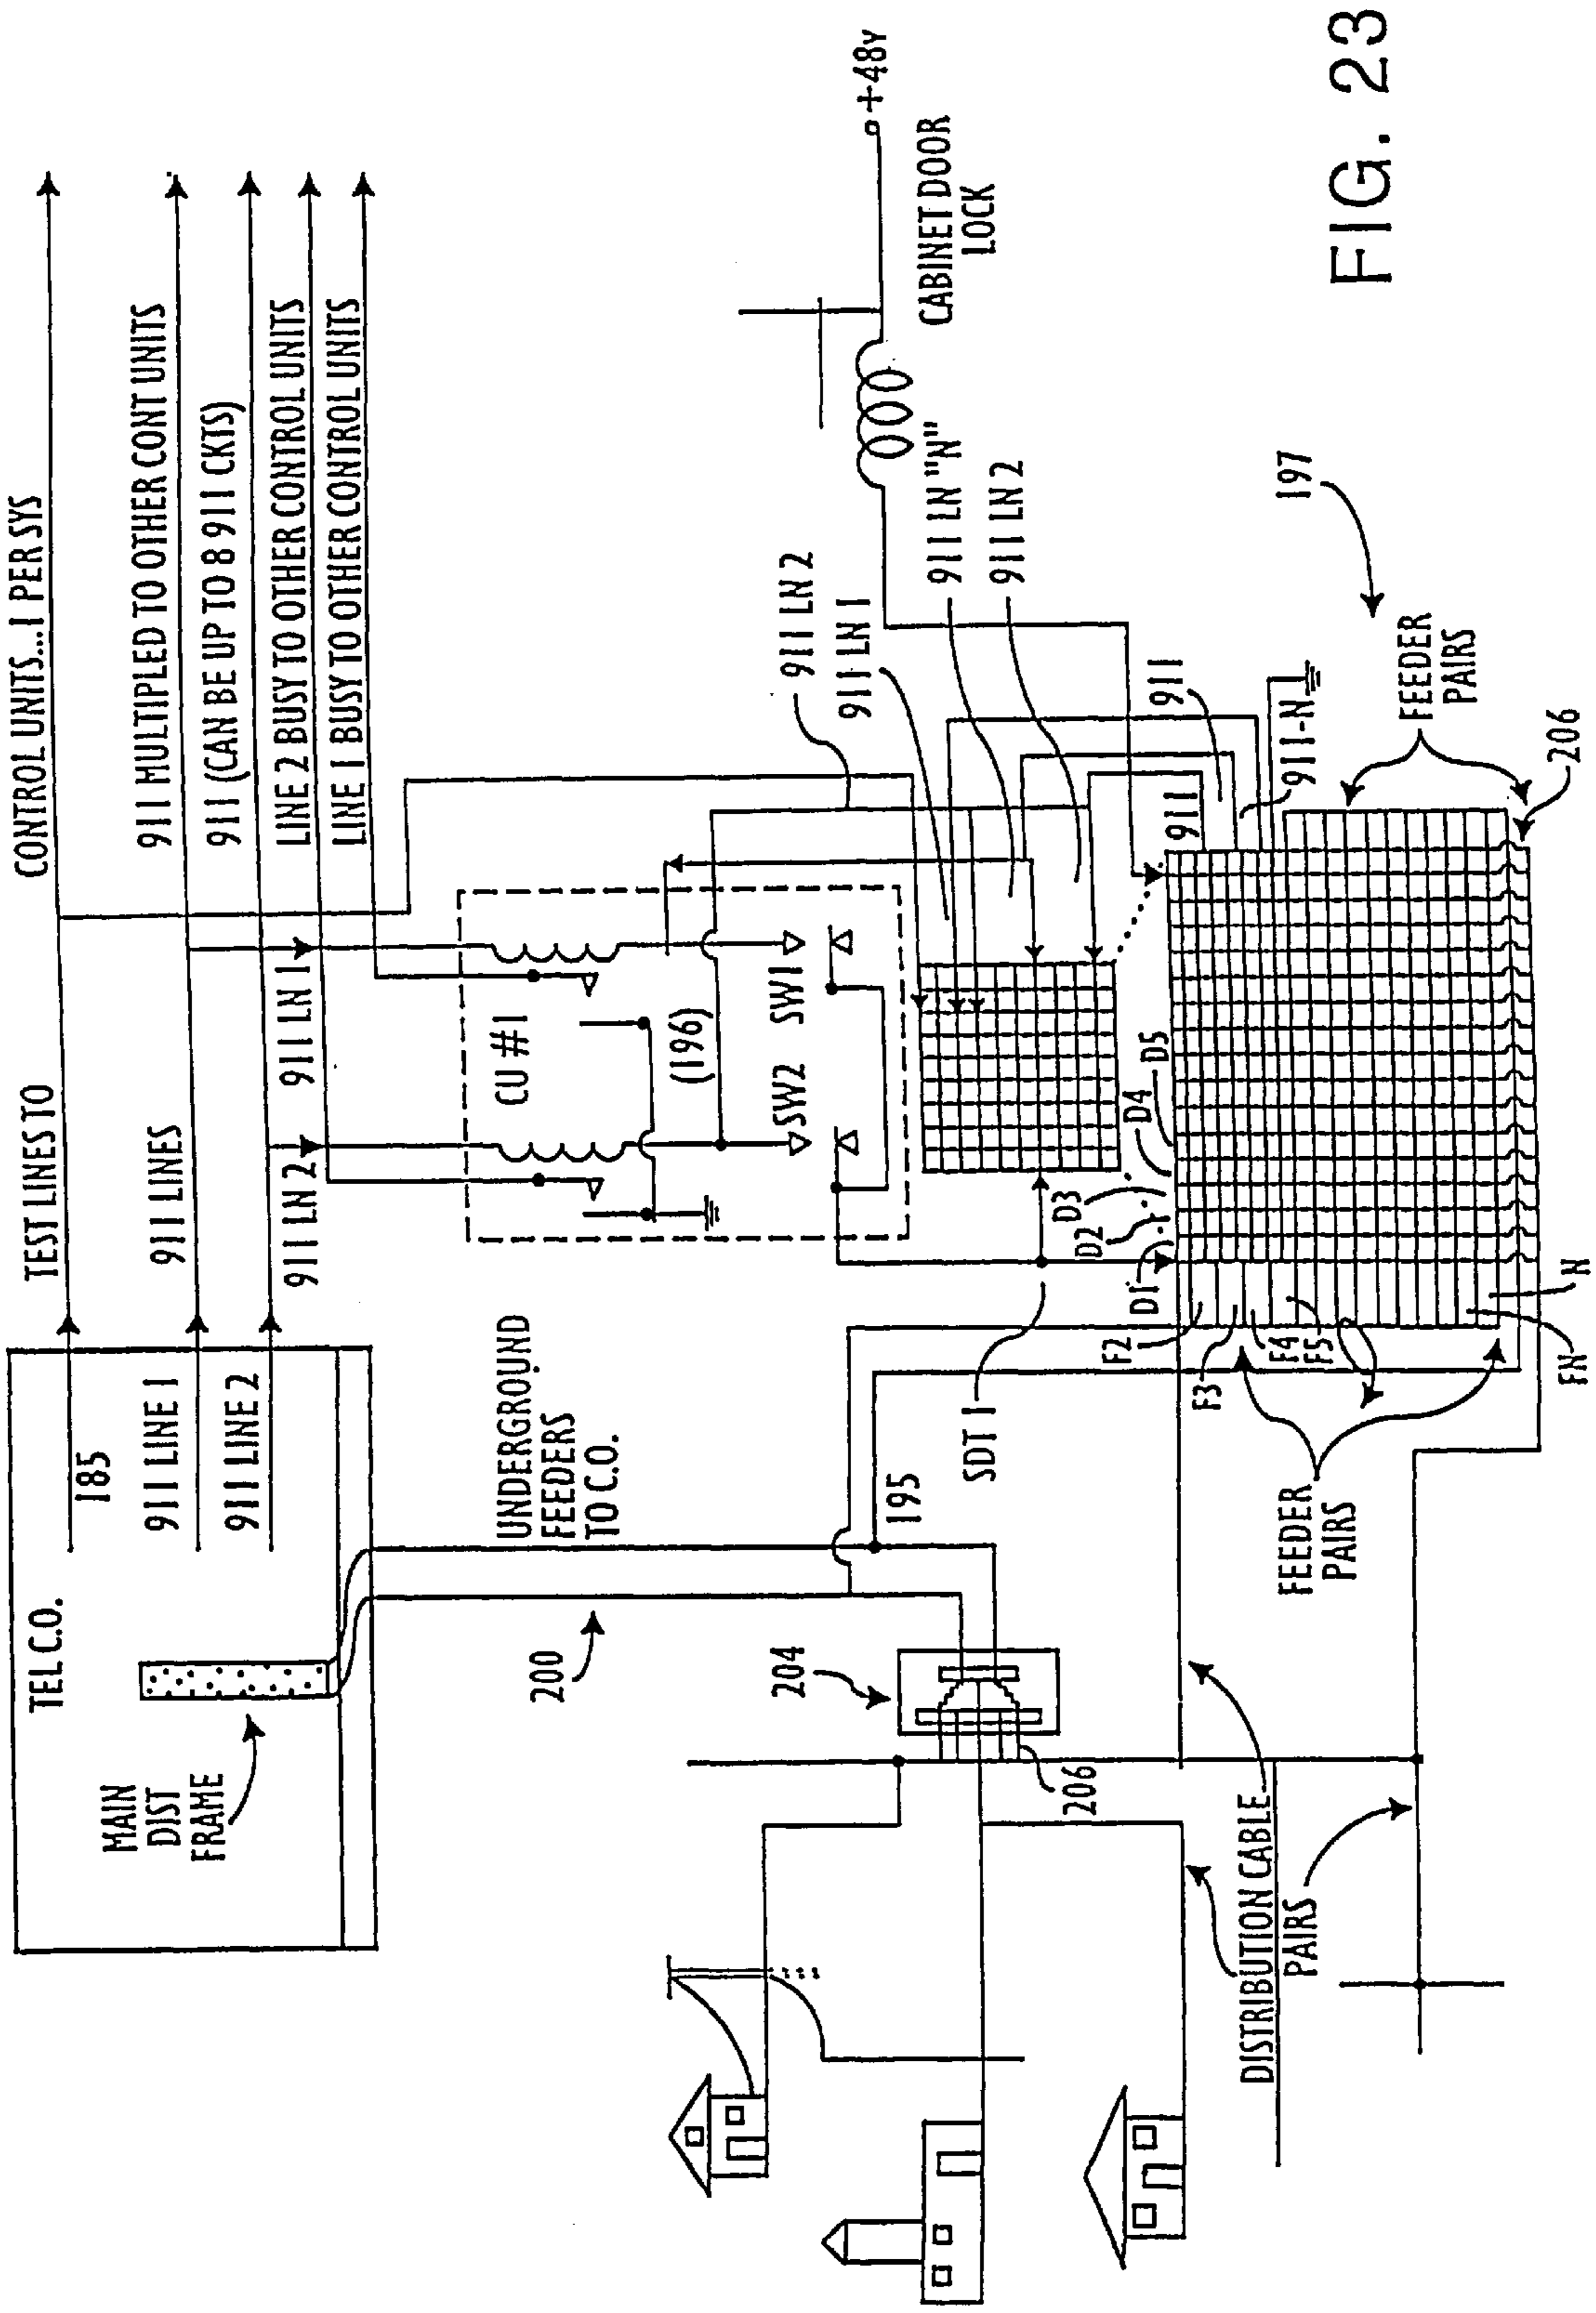 TEL C.O.
MAIN
DIST
FRAME
185
911 LINE 1
911 LINE 2
TEST LINES TO
CONTROL UNITS...1 PER SYS
911 LINES
911 MULTIPLED TO OTHER CONT UNITS
911 (CAN BE UP TO 8 911 CKTS)
LINE 2 BUSY TO OTHER CONTROL UNITS
LINE 1 BUSY TO OTHER CONTROL UNITS
911 LN 2
911 LN 1
UNDERGROUND
FEEDERS
TO C.O.
200
CU #1
(196)
SW2
SW1
204
206
195
SDT 1
911 LN 2
911 LN 1
911 LN "N"
911 LN 2
+48v
CABINET DOOR
LOCK
D1
D2
D3
D4
D5
911
911
911-N
F2
F3
F4
F5
FN
N
FEEDER
PAIRS
FEEDER
PAIRS
197
206
DISTRIBUTION CABLE
PAIRS
FIG. 23